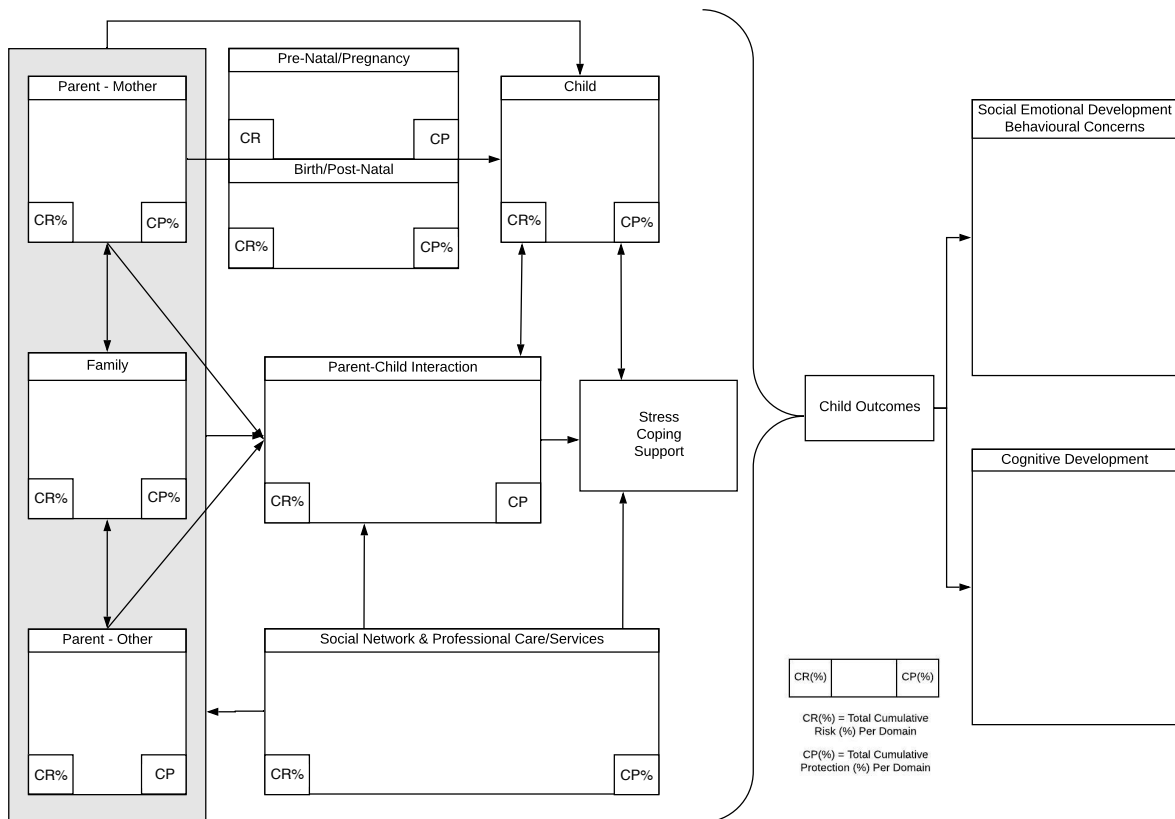 Pre-Natal/Pregnancy
Parent - Mother
Child
CR
CP
Birth/Post-Natal
CR%
CP%
CR%
CP%
CR%
CP%
Social Emotional Development
Behavioural Concerns
Family
Parent-Child Interaction
Stress
Coping
Support
Child Outcomes
CR%
CP%
CR%
CP
Cognitive Development
Parent - Other
Social Network & Professional Care/Services
CR%
CP
CR%
CP%
CR(%)
CP(%)
CR(%) = Total Cumulative
Risk (%) Per Domain
CP(%) = Total Cumulative
Protection (%) Per Domain